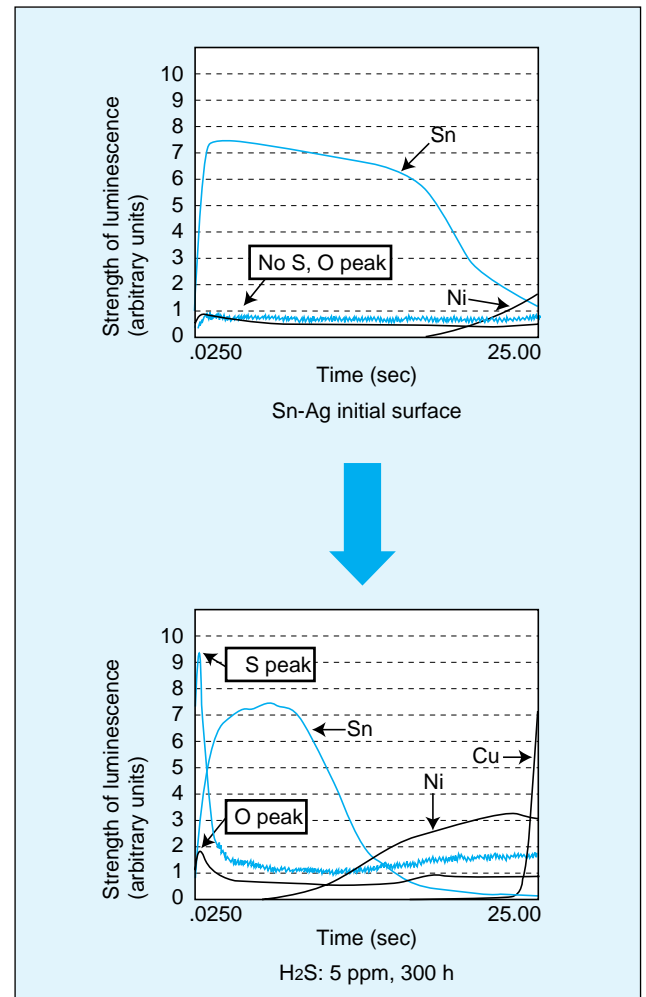 Strength of luminescence
(arbitrary units)
10
9
8
7
6
5
4
3
2
1
0
Sn
No S, O peak
Ni
.0250
25.00
Time (sec)
Sn-Ag initial surface
Strength of luminescence
(arbitrary units)
10
9
8
7
6
5
4
3
2
1
0
S peak
Sn
Cu
Ni
O peak
.0250
25.00
Time (sec)
H2S: 5 ppm, 300 h